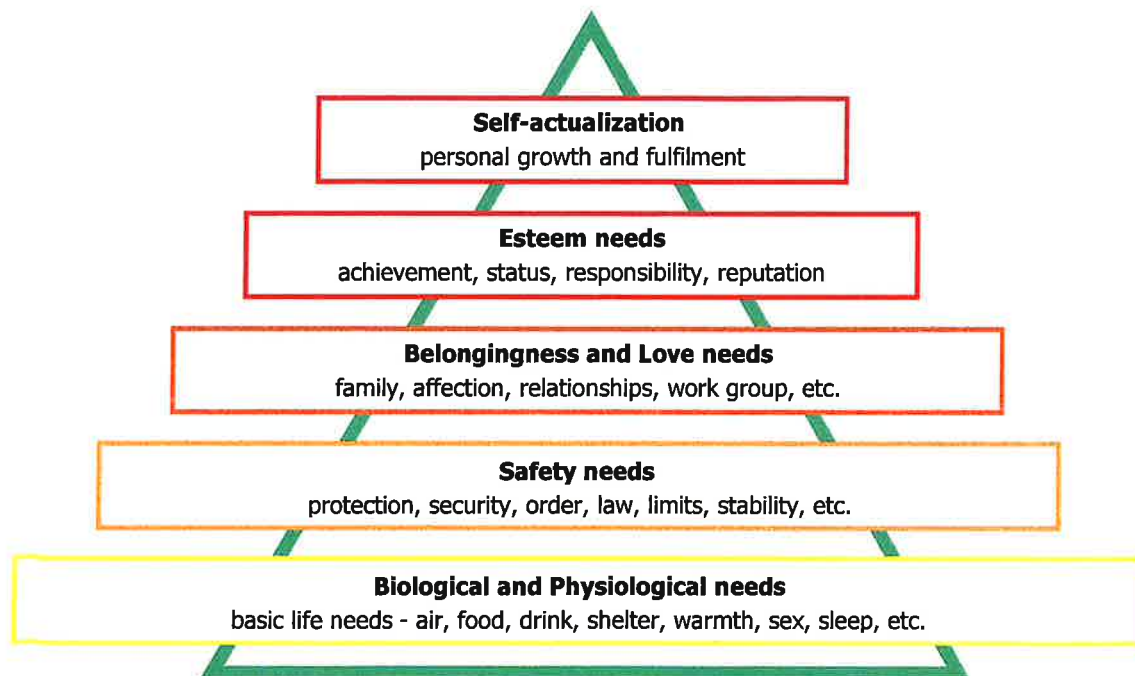 Self-actualization
personal growth and fulfilment
Esteem needs
achievement, status, responsibility, reputation
Belongingness and Love needs
family, affection, relationships, work group, etc.
Safety needs
protection, security, order, law, limits, stability, etc.
Biological and Physiological needs
basic life needs - air, food, drink, shelter, warmth, sex, sleep, etc.